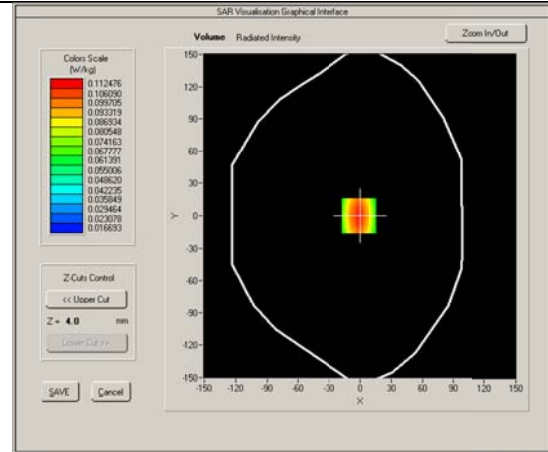 SAR Visualisation Graphical Interface
Volume Radiated Intensity
Zoom In/Out
Colors Scale
(W/kg)
0.112476
0.106090
0.099705
0.093319
0.086934
0.080548
0.074163
0.067777
0.061391
0.055006
0.048620
0.042235
0.035849
0.029464
0.023078
0.016693
Z-Cuts Control
<< Upper Cut
Z = 4.0 mm
Lower Cut >>
SAVE Cancel
150
120
90
60
30
0
-30
-60
-90
-120
-150
Y
-150 -120 -90 -60 -30 0 30 60 90 120 150
X